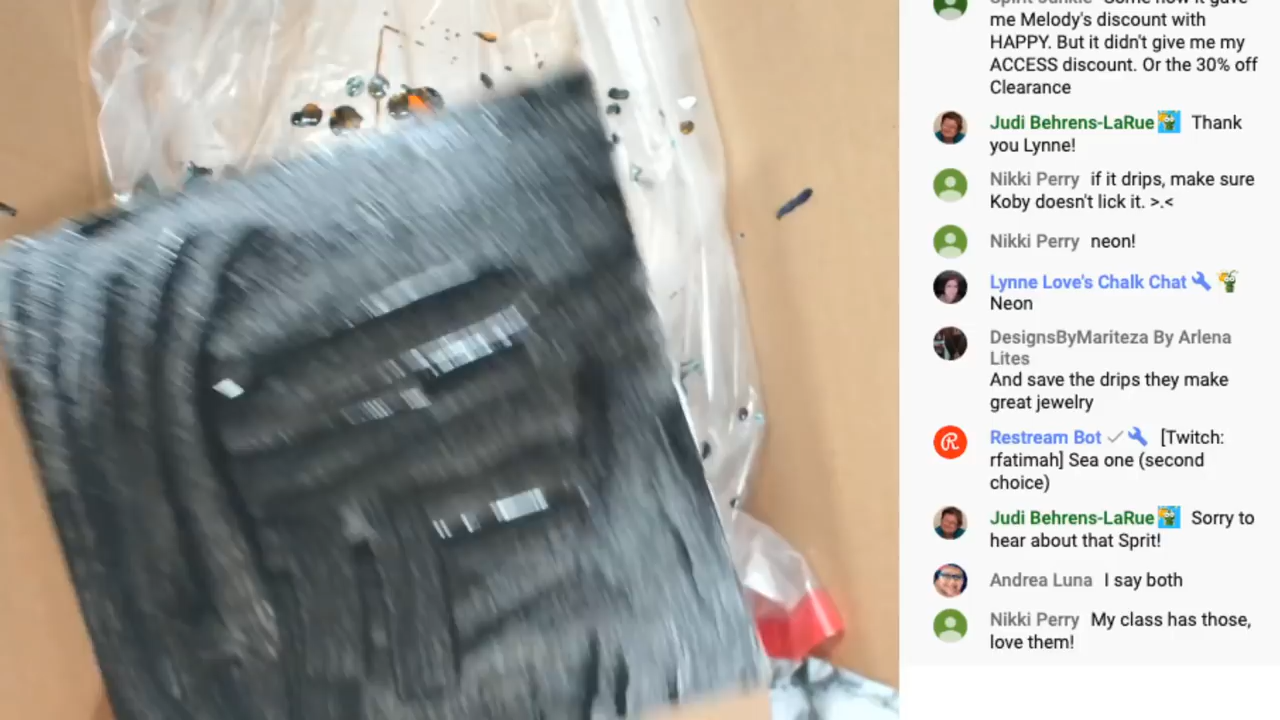 me Melody's discount with
HAPPY. But it didn't give me my
ACCESS discount. Or the 30% off
Clearance
Judi Behrens-LaRue Thank
you Lynne!
Nikki Perry if it drips, make sure
Koby doesn't lick it. >.<
Nikki Perry neon!
Lynne Love's Chalk Chat
Neon
DesignsByMariteza By Arlena
Lites
And save the drips they make
great jewelry
Restream Bot [Twitch:
rfatimah] Sea one (second
choice)
Judi Behrens-LaRue Sorry to
hear about that Sprit!
Andrea Luna I say both
Nikki Perry My class has those,
love them!